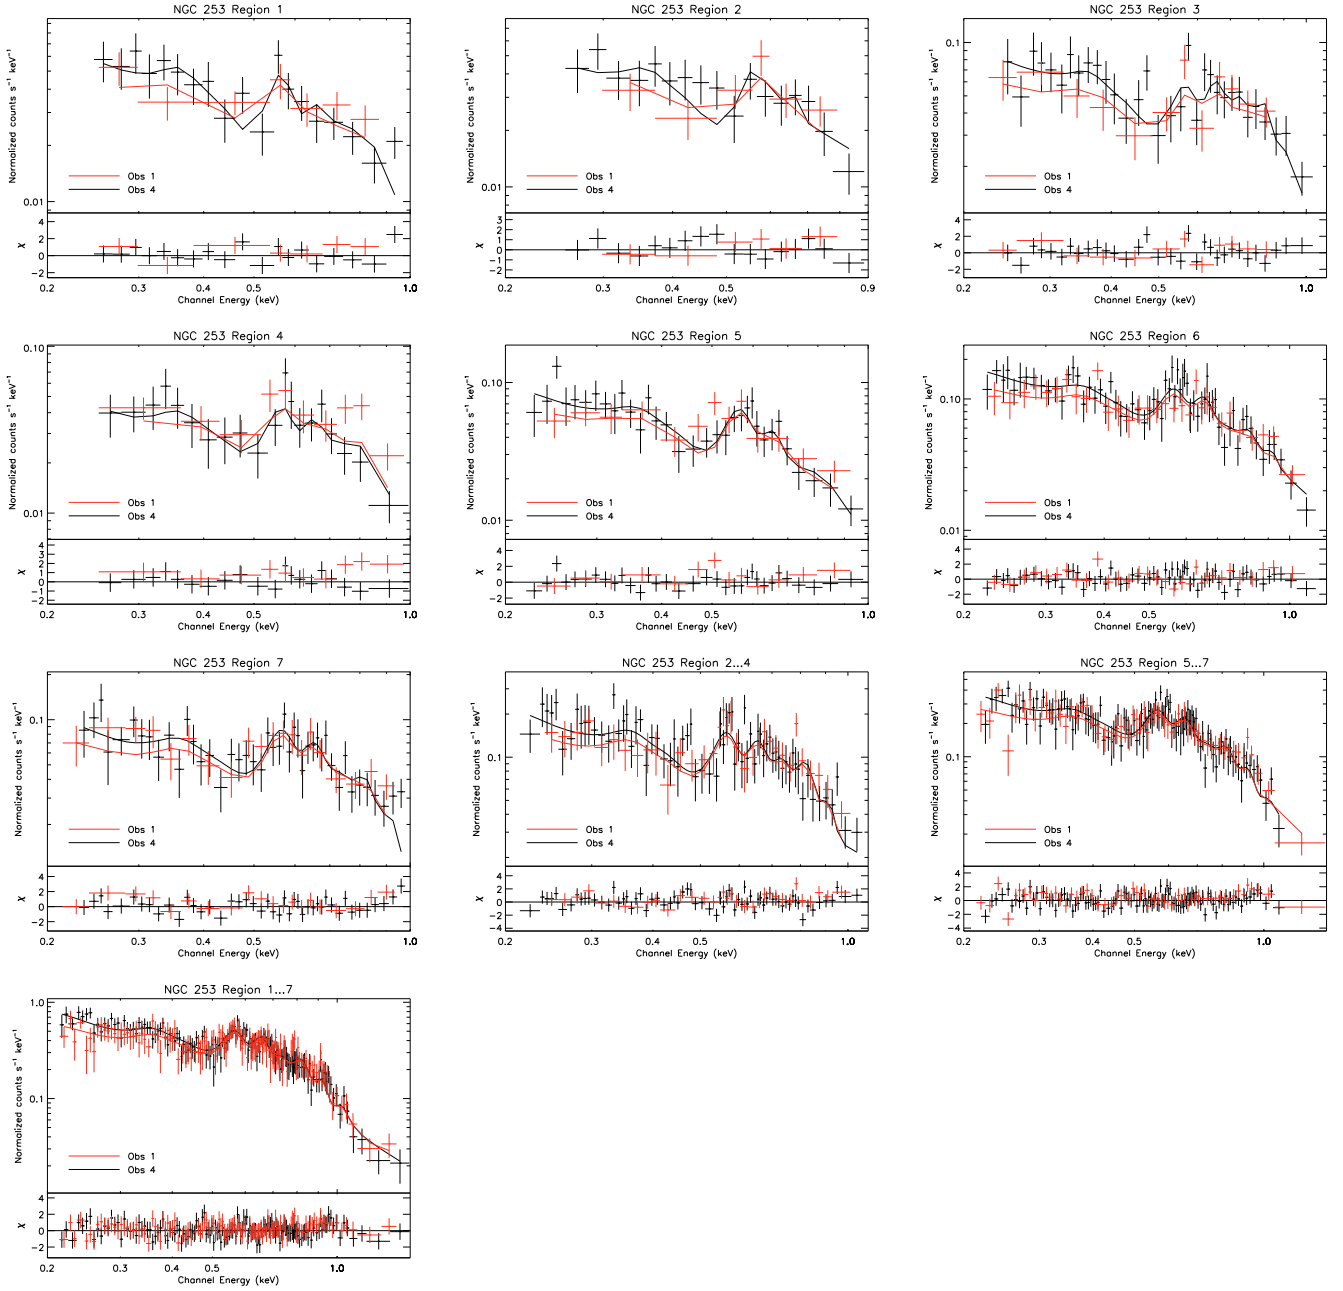 NGC 253 Region 1
Normalized counts s⁻¹ keV⁻¹
0.01
Obs 1
Obs 4
χ
4
2
0
−2
0.2 0.3 0.4 0.5 1.0
Channel Energy (keV)
NGC 253 Region 2
Normalized counts s⁻¹ keV⁻¹
0.01
Obs 1
Obs 4
χ
3
2
1
0
−1
−2
0.2 0.3 0.4 0.5 0.9
Channel Energy (keV)
NGC 253 Region 3
Normalized counts s⁻¹ keV⁻¹
0.1
Obs 1
Obs 4
χ
4
2
0
−2
0.2 0.3 0.4 0.5 1.0
Channel Energy (keV)
NGC 253 Region 4
Normalized counts s⁻¹ keV⁻¹
0.10
0.01
Obs 1
Obs 4
χ
4
3
2
1
0
−1
−2
0.2 0.3 0.4 0.5 1.0
Channel Energy (keV)
NGC 253 Region 5
Normalized counts s⁻¹ keV⁻¹
0.10
0.01
Obs 1
Obs 4
χ
4
2
0
−2
0.2 0.3 0.4 0.5 1.0
Channel Energy (keV)
NGC 253 Region 6
Normalized counts s⁻¹ keV⁻¹
0.10
0.01
Obs 1
Obs 4
χ
4
2
0
−2
0.2 0.3 0.4 0.5 1.0
Channel Energy (keV)
NGC 253 Region 7
Normalized counts s⁻¹ keV⁻¹
0.1
Obs 1
Obs 4
χ
4
2
0
−2
0.2 0.3 0.4 0.5 1.0
Channel Energy (keV)
NGC 253 Region 2...4
Normalized counts s⁻¹ keV⁻¹
0.1
Obs 1
Obs 4
χ
4
2
0
−2
−4
0.2 0.3 0.4 0.5 1.0
Channel Energy (keV)
NGC 253 Region 5...7
Normalized counts s⁻¹ keV⁻¹
0.1
Obs 1
Obs 4
χ
4
2
0
−2
−4
0.2 0.3 0.4 0.5 1.0
Channel Energy (keV)
NGC 253 Region 1...7
Normalized counts s⁻¹ keV⁻¹
1.0
0.1
Obs 1
Obs 4
χ
4
2
0
−2
0.2 0.3 0.5 1.0
Channel Energy (keV)